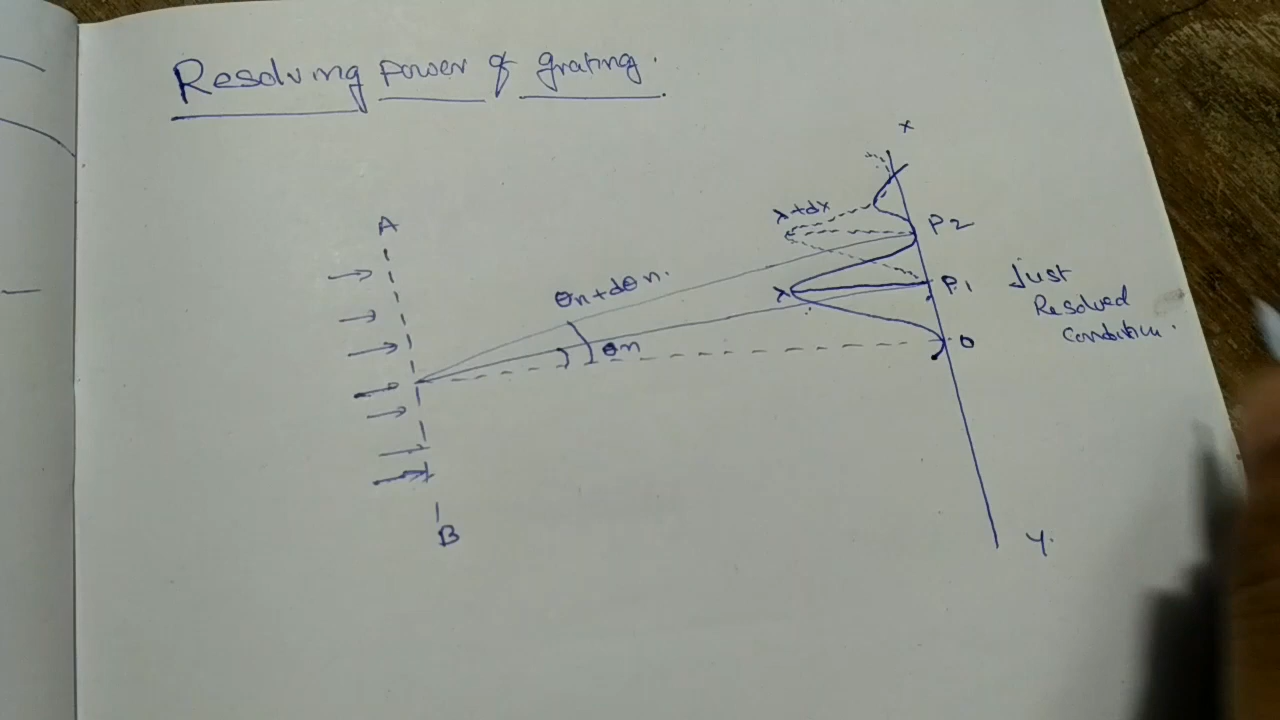 Resolving power of grating.
X
A
λ+dλ
P2
θn+dθn.
λ
P1
Just
Resolved
Condition.
θn
O
B
Y.